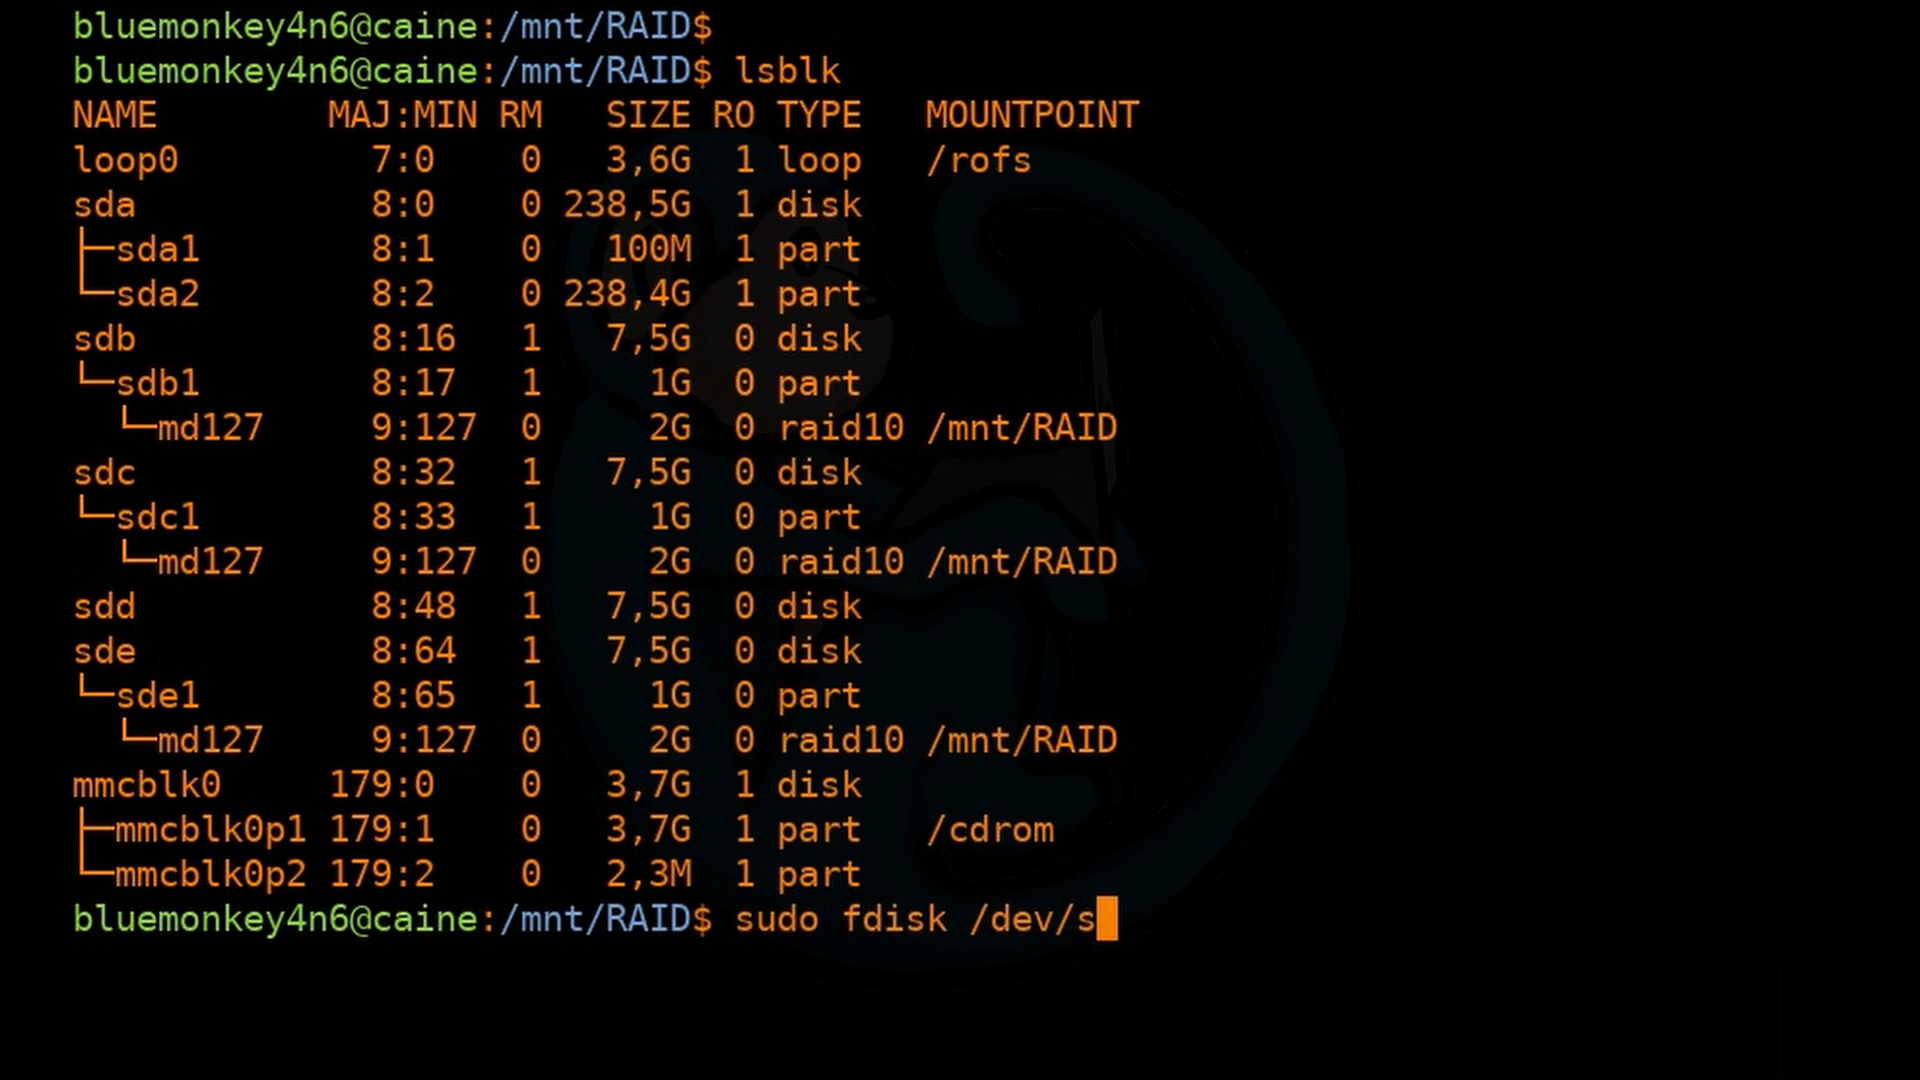 bluemonkey4n6@caine:/mnt/RAID$
bluemonkey4n6@caine:/mnt/RAID$ lsblk
NAME        MAJ:MIN RM   SIZE RO TYPE   MOUNTPOINT
loop0         7:0    0   3,6G  1 loop   /rofs
sda           8:0    0 238,5G  1 disk
├─sda1        8:1    0   100M  1 part
└─sda2        8:2    0 238,4G  1 part
sdb           8:16   1   7,5G  0 disk
└─sdb1        8:17   1     1G  0 part
  └─md127     9:127  0     2G  0 raid10 /mnt/RAID
sdc           8:32   1   7,5G  0 disk
└─sdc1        8:33   1     1G  0 part
  └─md127     9:127  0     2G  0 raid10 /mnt/RAID
sdd           8:48   1   7,5G  0 disk
sde           8:64   1   7,5G  0 disk
└─sde1        8:65   1     1G  0 part
  └─md127     9:127  0     2G  0 raid10 /mnt/RAID
mmcblk0     179:0    0   3,7G  1 disk
├─mmcblk0p1 179:1    0   3,7G  1 part   /cdrom
└─mmcblk0p2 179:2    0   2,3M  1 part
bluemonkey4n6@caine:/mnt/RAID$ sudo fdisk /dev/s